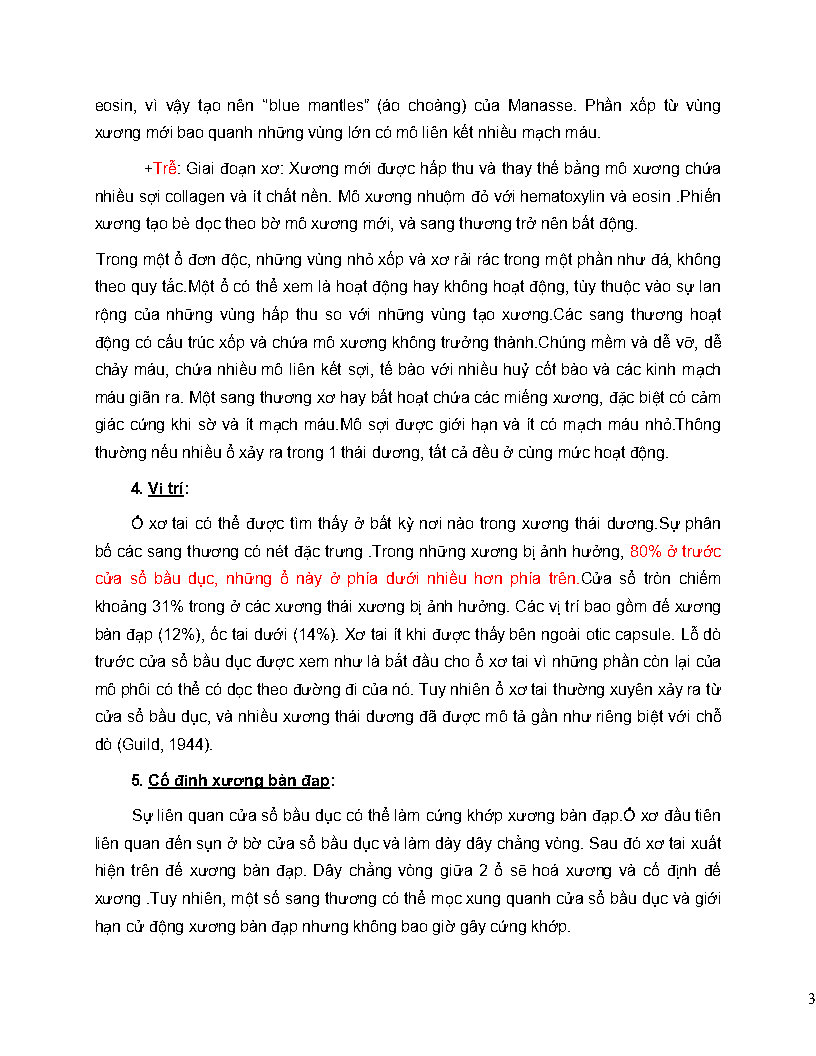 eosin, vì vậy tạo nên “blue mantles” (áo choàng) của Manasse. Phần xốp từ vùng
xương mới bao quanh những vùng lớn có mô liên kết nhiều mạch máu.
+Trễ: Giai đoạn xơ: Xương mới được hấp thu và thay thế bằng mô xương chứa
nhiều sợi collagen và ít chất nền. Mô xương nhuộm đỏ với hematoxylin và eosin .Phiến
xương tạo bè dọc theo bờ mô xương mới, và sang thương trở nên bất động.
Trong một ổ đơn độc, những vùng nhỏ xốp và xơ rải rác trong một phần như đá, không
theo quy tắc.Một ổ có thể xem là hoạt động hay không hoạt động, tùy thuộc vào sự lan
rộng của những vùng hấp thu so với những vùng tạo xương.Các sang thương hoạt
động có cấu trúc xốp và chứa mô xương không trưởng thành.Chúng mềm và dễ vỡ, dễ
chảy máu, chứa nhiều mô liên kết sợi, tế bào với nhiều huỷ cốt bào và các kinh mạch
máu giãn ra. Một sang thương xơ hay bất hoạt chứa các miếng xương, đặc biệt có cảm
giác cứng khi sờ và ít mạch máu.Mô sợi được giới hạn và ít có mạch máu nhỏ.Thông
thường nếu nhiều ổ xảy ra trong 1 thái dương, tất cả đều ở cùng mức hoạt động.
4. Vị trí:
Ổ xơ tai có thể được tìm thấy ở bất kỳ nơi nào trong xương thái dương.Sự phân
bố các sang thương có nét đặc trưng .Trong những xương bị ảnh hưởng, 80% ở trước
cửa sổ bầu dục, những ổ này ở phía dưới nhiều hơn phía trên.Cửa sổ tròn chiếm
khoảng 31% trong ở các xương thái xương bị ảnh hưởng. Các vị trí bao gồm đế xương
bàn đạp (12%), ốc tai dưới (14%). Xơ tai ít khi được thấy bên ngoài otic capsule. Lỗ dò
trước cửa sổ bầu dục được xem như là bắt đầu cho ổ xơ tai vì những phần còn lại của
mô phôi có thể có dọc theo đường đi của nó. Tuy nhiên ổ xơ tai thường xuyên xảy ra từ
cửa sổ bầu dục, và nhiều xương thái dương đã được mô tả gần như riêng biệt với chỗ
dò (Guild, 1944).
5. Cố định xương bàn đạp:
Sự liên quan cửa sổ bầu dục có thể làm cứng khớp xương bàn đạp.Ổ xơ đầu tiên
liên quan đến sụn ở bờ cửa sổ bầu dục và làm dày dây chằng vòng. Sau đó xơ tai xuất
hiện trên đế xương bàn đạp. Dây chằng vòng giữa 2 ổ sẽ hoá xương và cố định đế
xương .Tuy nhiên, một số sang thương có thể mọc xung quanh cửa sổ bầu dục và giới
hạn cử động xương bàn đạp nhưng không bao giờ gây cứng khớp.
3